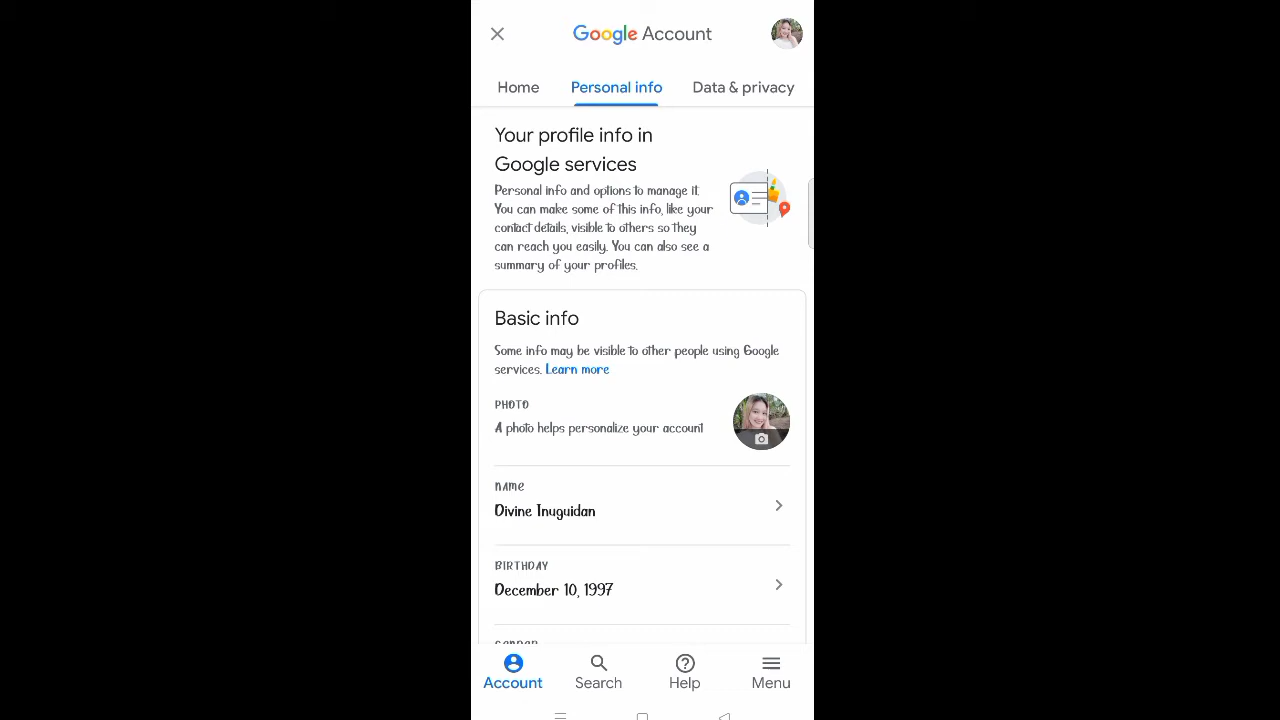 Google Account
Home Personal info Data & privacy
Your profile info in
Google services
Personal info and options to manage it.
You can make some of this info, like your
contact details, visible to others so they
can reach you easily. You can also see a
summary of your profiles.
Basic info
Some info may be visible to other people using Google
services. Learn more
PHOTO
A photo helps personalize your account
NAME
Divine Inuguidan
BIRTHDAY
December 10, 1997
Account Search Help Menu